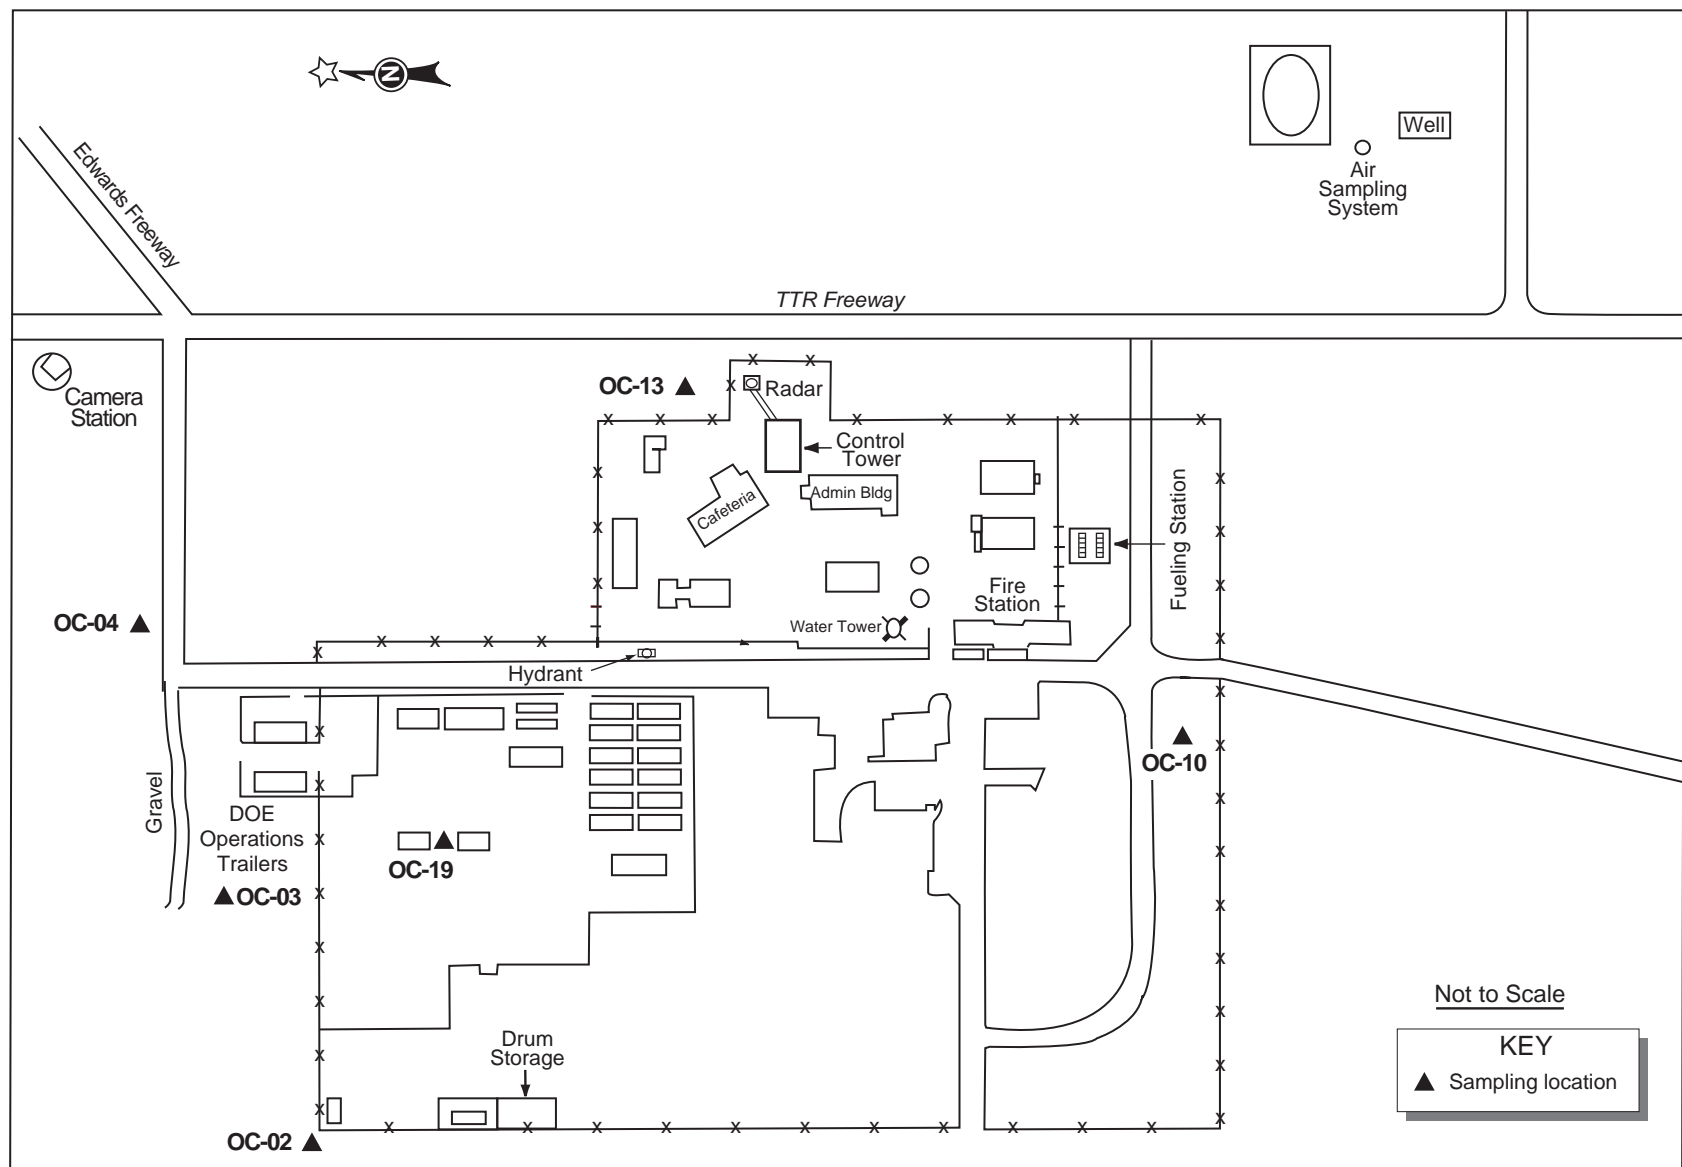 N
Well
Air
Sampling
System
Edwards Freeway
TTR Freeway
Camera
Station
OC-13
Radar
Control
Tower
Admin Bldg
Cafeteria
Fueling Station
Fire
Station
OC-04
Water Tower
Hydrant
OC-10
Gravel
DOE
Operations
Trailers
OC-19
OC-03
Not to Scale
Drum
Storage
KEY
Sampling location
OC-02